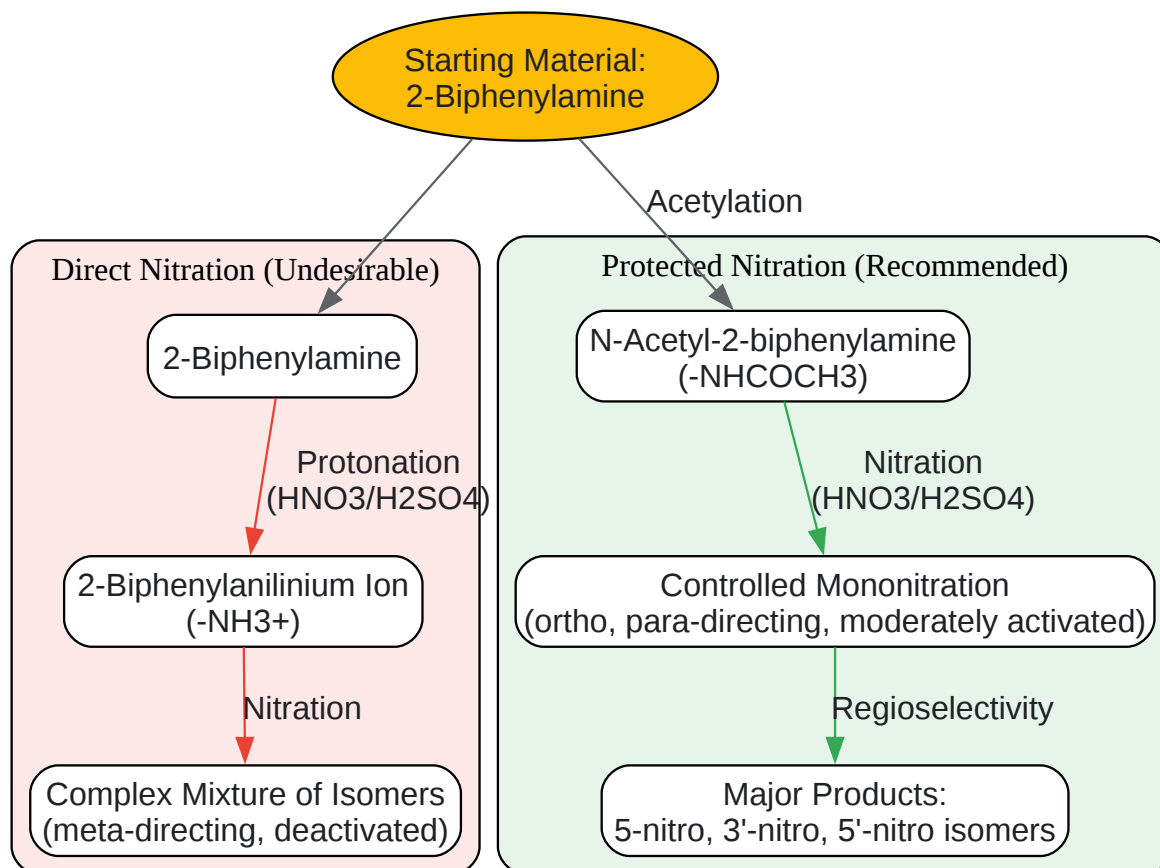 Starting Material:
2-Biphenylamine
Acetylation
Direct Nitration (Undesirable)
2-Biphenylamine
Protonation
(HNO3/H2SO4)
2-Biphenylanilinium Ion
(-NH3+)
Nitration
Complex Mixture of Isomers
(meta-directing, deactivated)
Protected Nitration (Recommended)
N-Acetyl-2-biphenylamine
(-NHCOCH3)
Nitration
(HNO3/H2SO4)
Controlled Mononitration
(ortho, para-directing, moderately activated)
Regioselectivity
Major Products:
5-nitro, 3'-nitro, 5'-nitro isomers